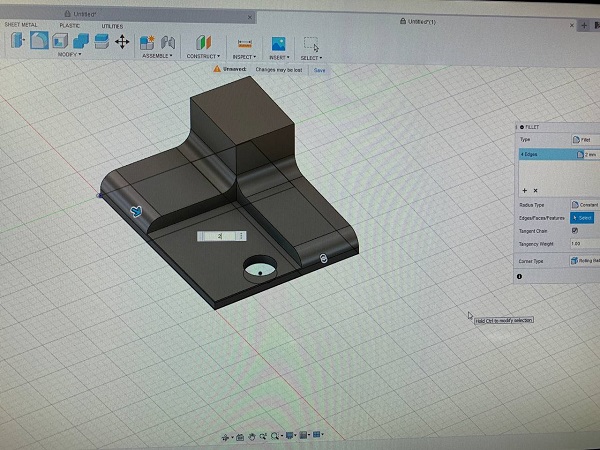 Untitled*
Untitled*(1)
SHEET METAL PLASTIC UTILITIES
MODIFY ASSEMBLE CONSTRUCT INSPECT INSERT SELECT
Unsaved: Changes may be lost Save
FILLET
Type Fillet
4 Edges 2 mm
Radius Type Constant
Edges/Faces/Features Select
Tangent Chain
Tangency Weight 1.00
Corner Type Rolling Ball
2
Hold Ctrl to modify selection